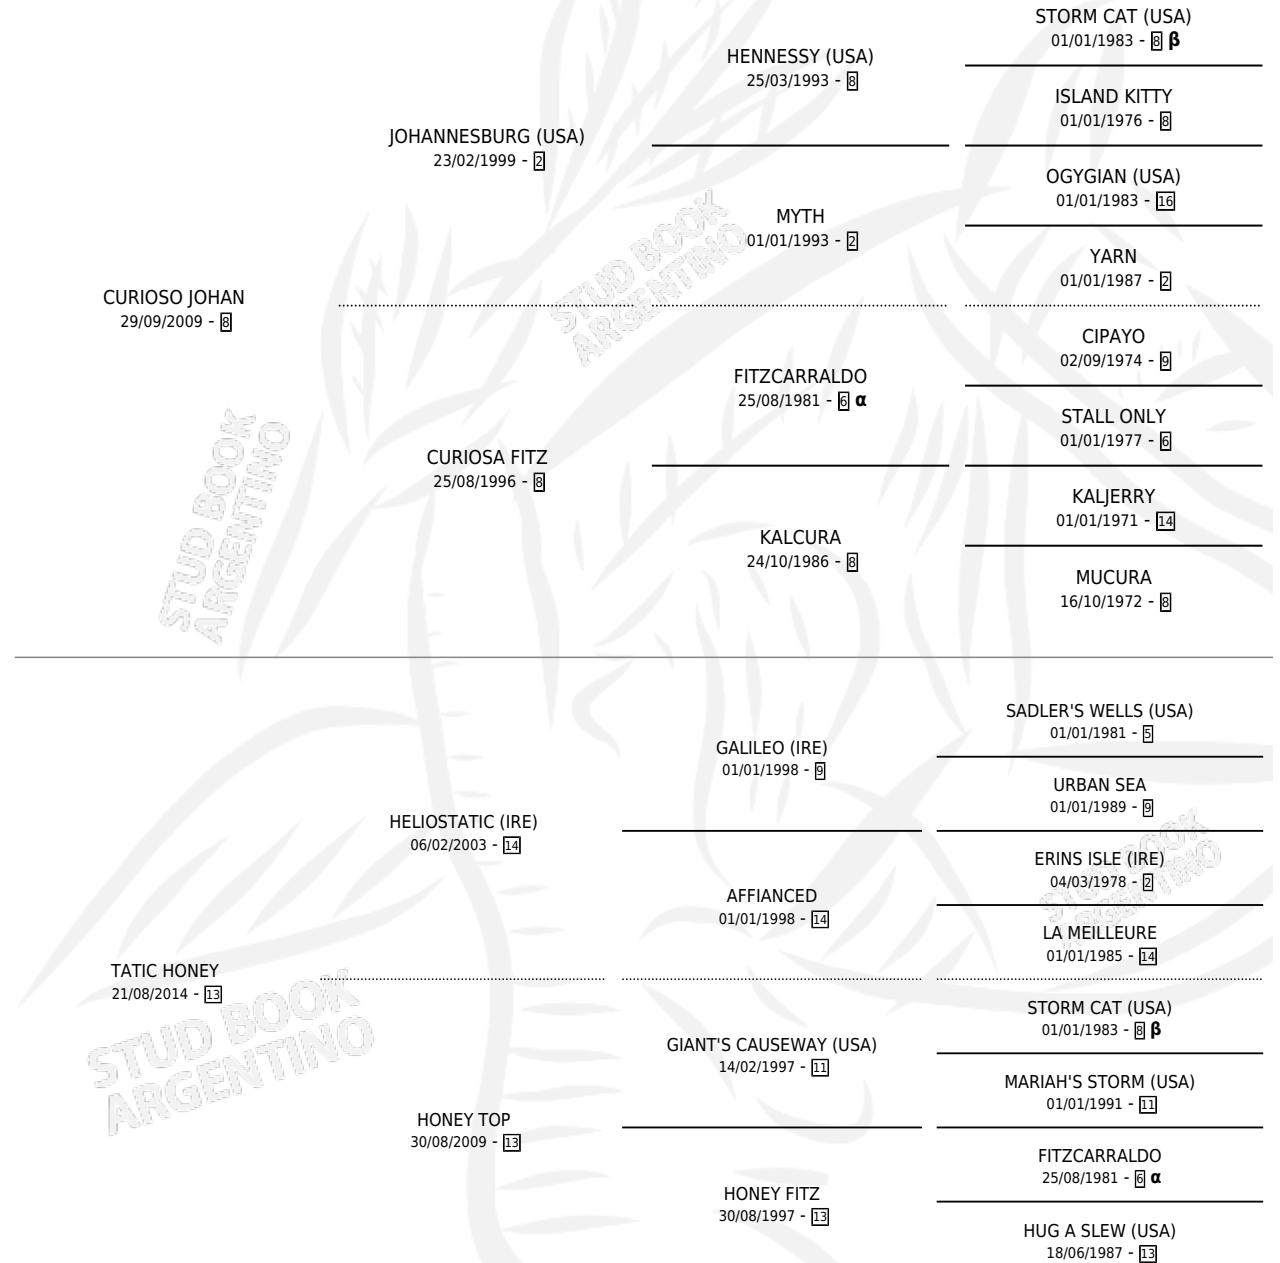 STORM CAT (USA)
01/01/1983 - 8 β
HENNESSY (USA)
25/03/1993 - 8
ISLAND KITTY
01/01/1976 - 8
JOHANNESBURG (USA)
23/02/1999 - 2
OGYGIAN (USA)
01/01/1983 - 16
MYTH
01/01/1993 - 2
YARN
01/01/1987 - 2
CURIOSO JOHAN
29/09/2009 - 8
CIPAYO
02/09/1974 - 9
FITZCARRALDO
25/08/1981 - 6 α
STALL ONLY
01/01/1977 - 6
CURIOSA FITZ
25/08/1996 - 8
KALJERRY
01/01/1971 - 14
KALCURA
24/10/1986 - 8
MUCURA
16/10/1972 - 8
SADLER'S WELLS (USA)
01/01/1981 - 5
GALILEO (IRE)
01/01/1998 - 9
URBAN SEA
01/01/1989 - 9
HELIOSTATIC (IRE)
06/02/2003 - 14
ERINS ISLE (IRE)
04/03/1978 - 2
AFFIANCED
01/01/1998 - 14
LA MEILLEURE
01/01/1985 - 14
TATIC HONEY
21/08/2014 - 13
STORM CAT (USA)
01/01/1983 - 8 β
GIANT'S CAUSEWAY (USA)
14/02/1997 - 11
MARIAH'S STORM (USA)
01/01/1991 - 11
HONEY TOP
30/08/2009 - 13
FITZCARRALDO
25/08/1981 - 6 α
HONEY FITZ
30/08/1997 - 13
HUG A SLEW (USA)
18/06/1987 - 13
STUD BOOK
ARGENTINO
STUD BOOK
ARGENTINO
STUD BOOK
ARGENTINO
STUD BOOK
ARGENTINO